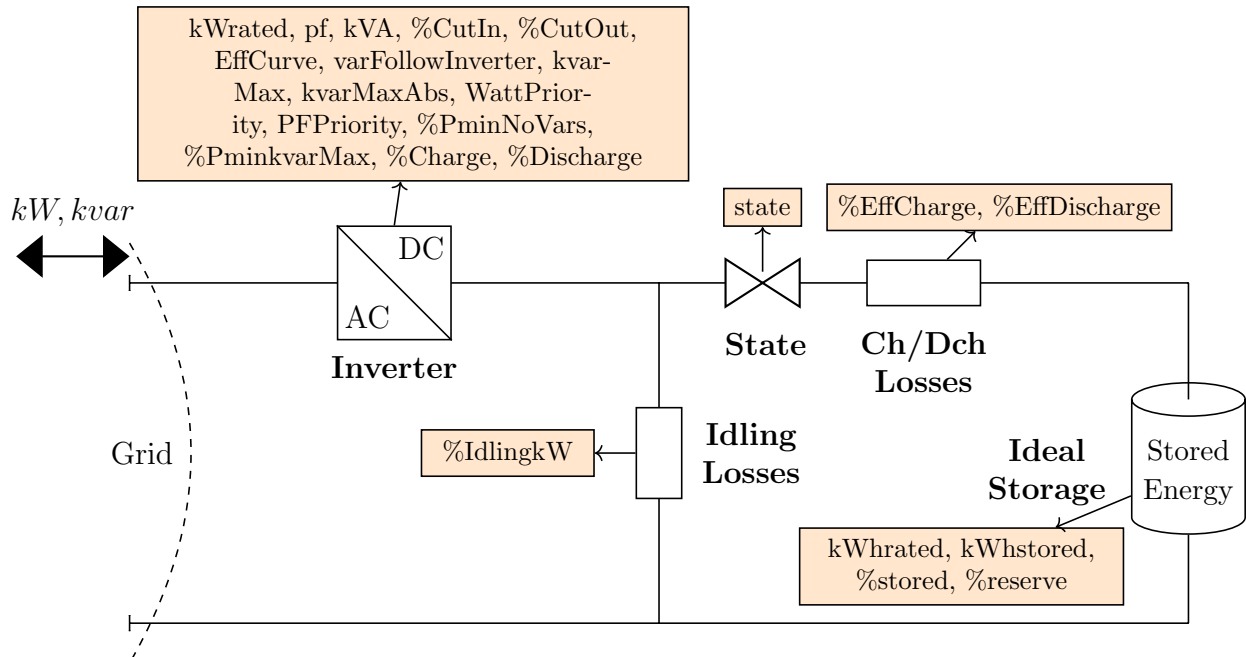 kWrated, pf, kVA, %CutIn, %CutOut,
EffCurve, varFollowInverter, kvar-
Max, kvarMaxAbs, WattPrior-
ity, PFPriority, %PminNoVars,
%PminkvarMax, %Charge, %Discharge
kW, kvar
state
%EffCharge, %EffDischarge
DC
AC
Inverter
State
Ch/Dch
Losses
Grid
%IdlingkW
Idling
Losses
Ideal
Storage
Stored
Energy
kWhrated, kWhstored,
%stored, %reserve